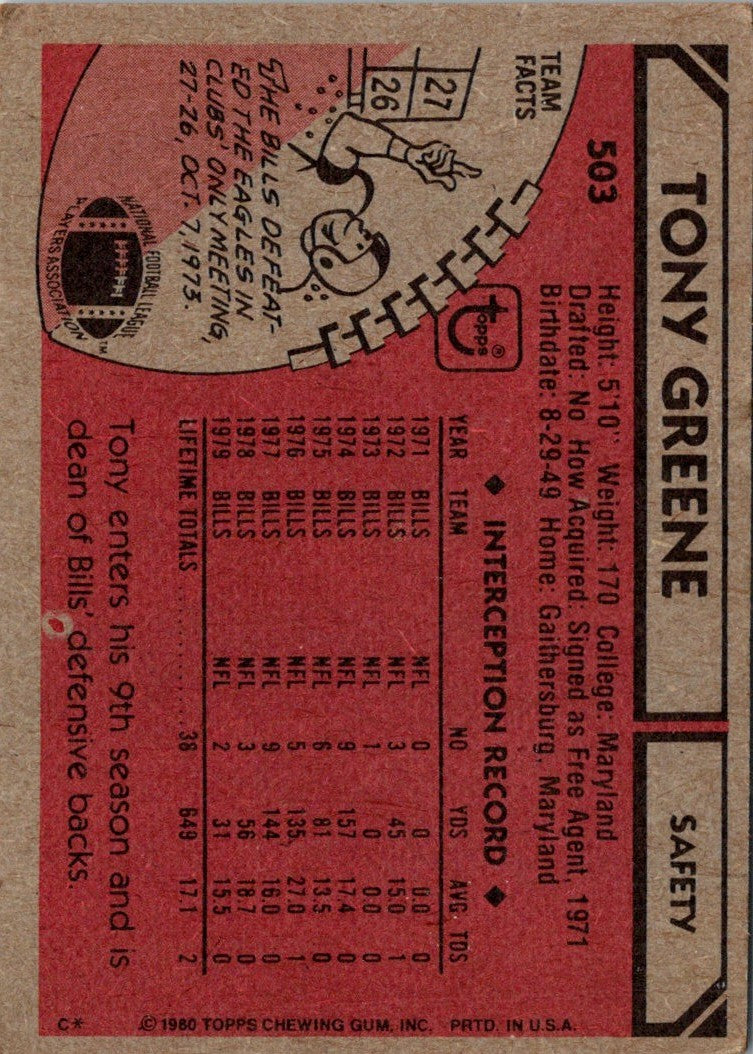 TONY GREENE
SAFETY
503
Height: 5'10" Weight: 170 College: Maryland
Drafted: No How Acquired: Signed as Free Agent, 1971
Birthdate: 8-29-49 Home: Gaithersburg, Maryland
TEAM
FACTS
27
26
THE BILLS DEFEAT-
ED THE EAGLES IN
CLUBS' ONLY MEETING,
27-26, OCT. 7, 1973.
NATIONAL FOOTBALL LEAGUE
PLAYERS ASSOCIATION™
topps®
◆ INTERCEPTION RECORD ◆
YEAR TEAM NO YDS AVG TDS
1971 BILLS NFL 0 0 0.0 0
1972 BILLS NFL 3 45 15.0 1
1973 BILLS NFL 1 0 0.0 0
1974 BILLS NFL 9 157 17.4 0
1975 BILLS NFL 6 81 13.5 0
1976 BILLS NFL 5 135 27.0 1
1977 BILLS NFL 9 144 16.0 0
1978 BILLS NFL 3 56 18.7 0
1979 BILLS NFL 2 31 15.5 0
LIFETIME TOTALS .......... 38 649 17.1 2
Tony enters his 9th season and is
dean of Bills' defensive backs.
C* © 1980 TOPPS CHEWING GUM, INC. PRTD. IN U.S.A.